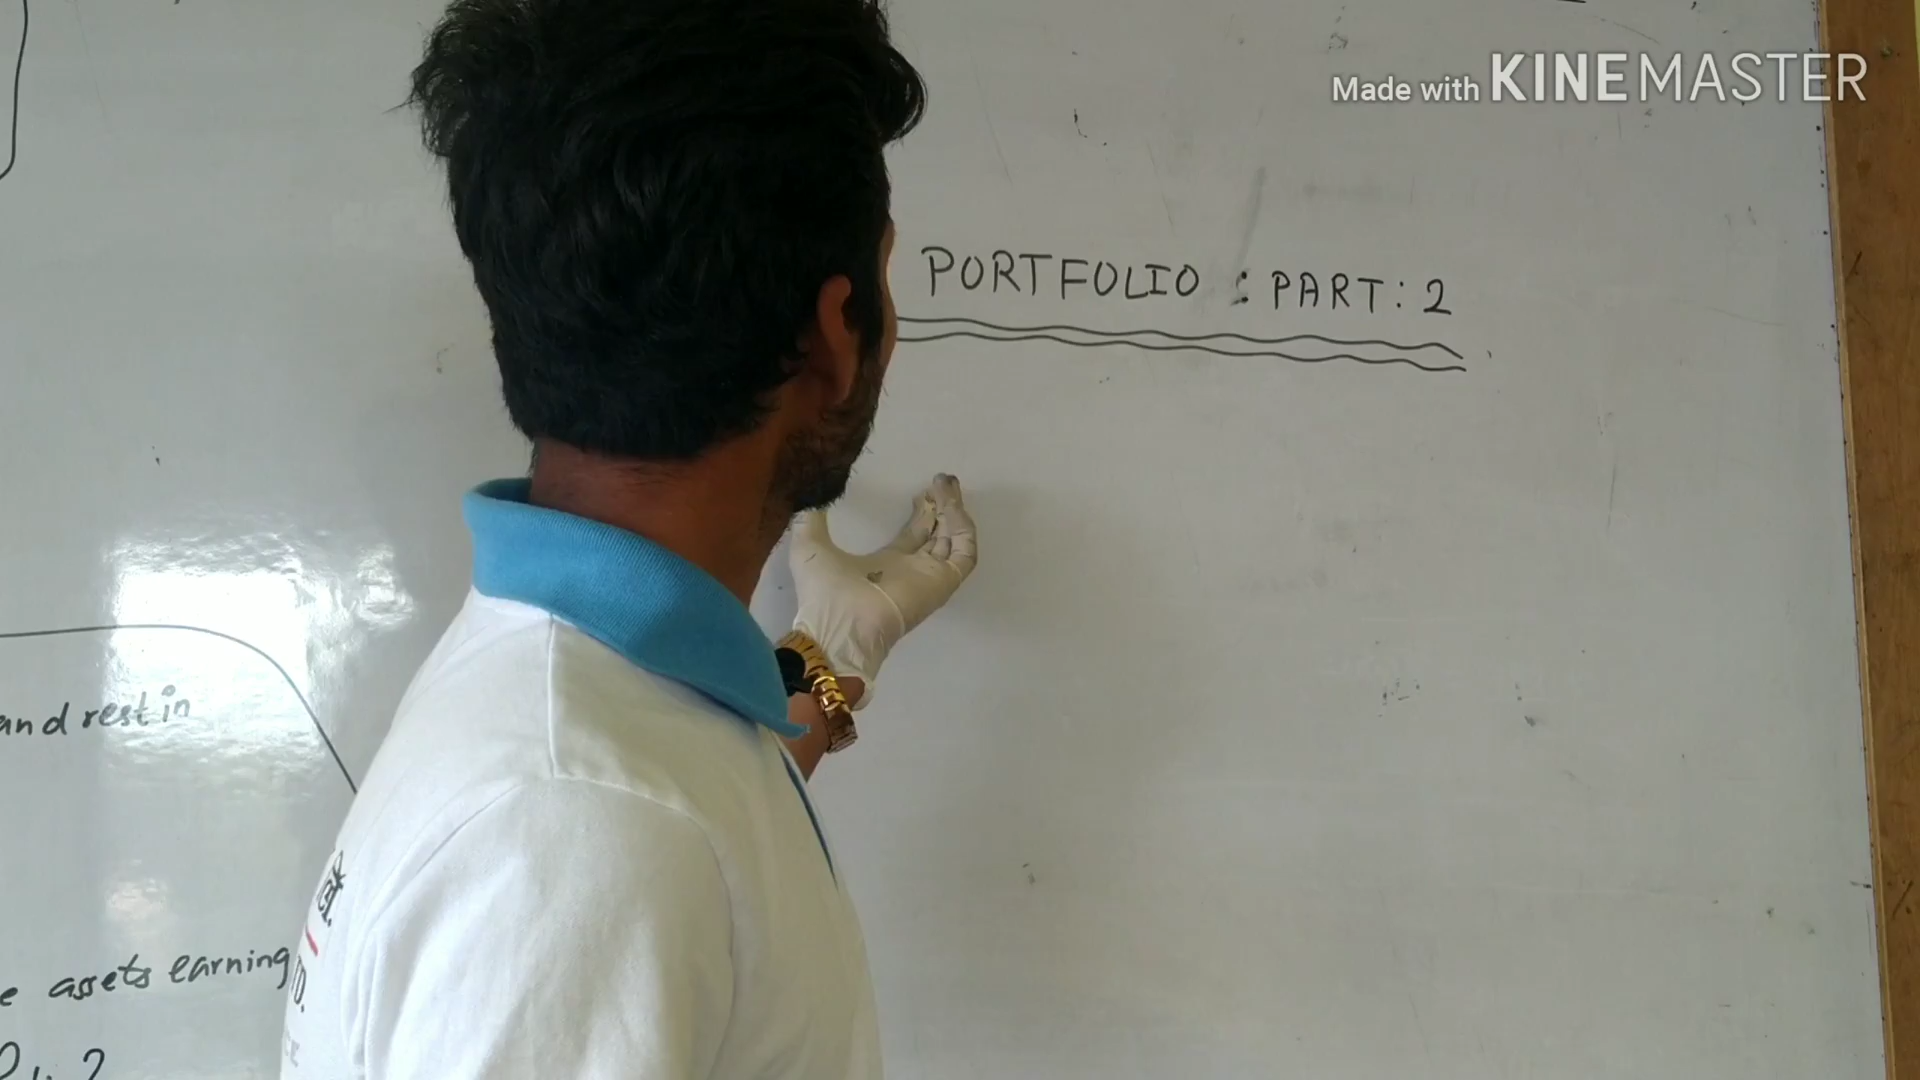 Made with KINEMASTER
PORTFOLIO : PART : 2
and rest in
assets earning